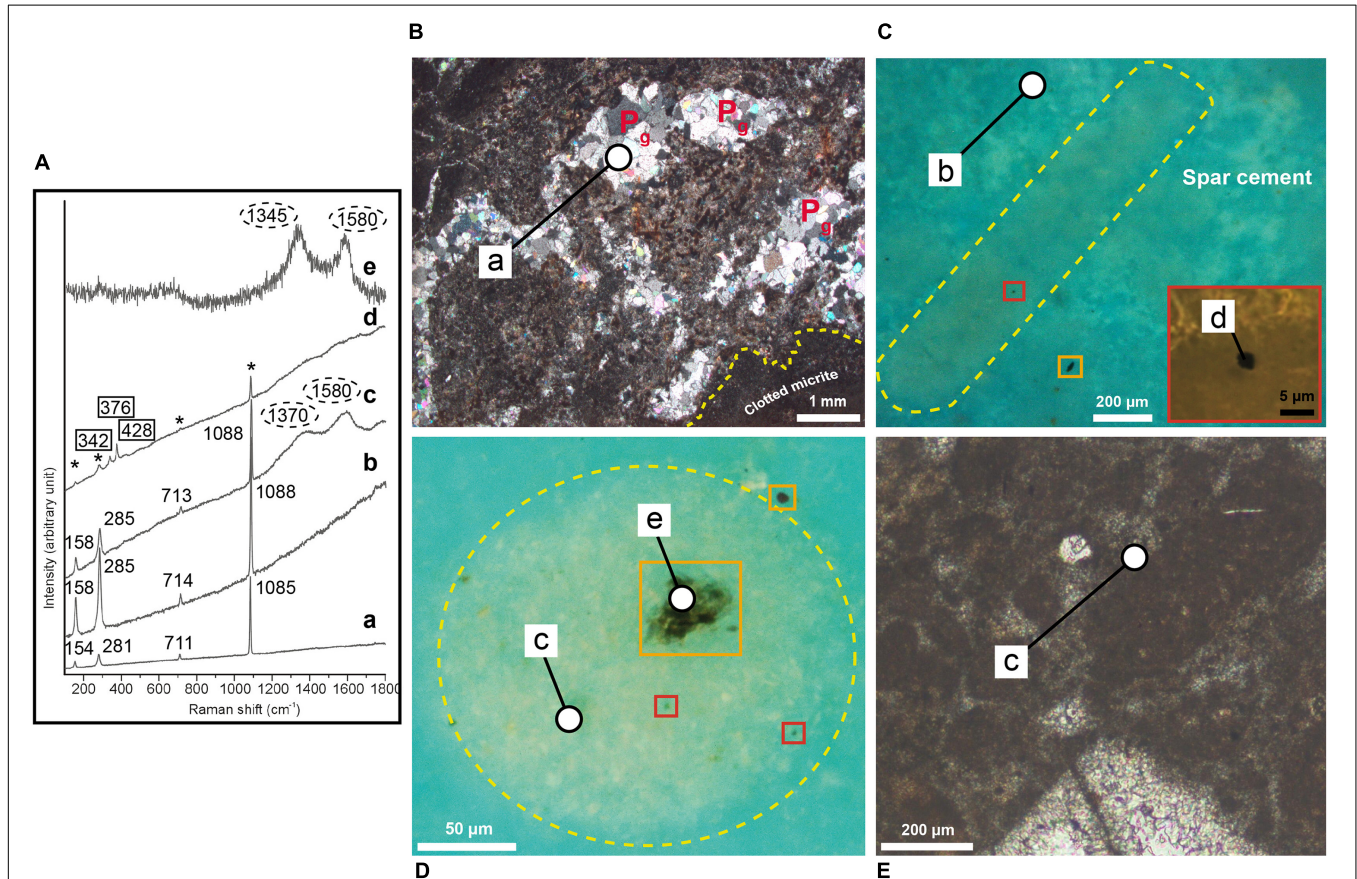 A
Intensity (arbitrary unit)
1345
1580
e
d
*
1580
c
376
1370
428
*
342
1088
*
*
b
713
1088
285
158
285
714
1085
158
a
281
711
154
200 400 600 800 1000 1200 1400 1600 1800
Raman shift (cm-1)
B
Pg
Pg
Pg
a
Clotted micrite
1 mm
C
b
Spar cement
d
200 µm
5 µm
e
c
50 µm
D
c
200 µm
E